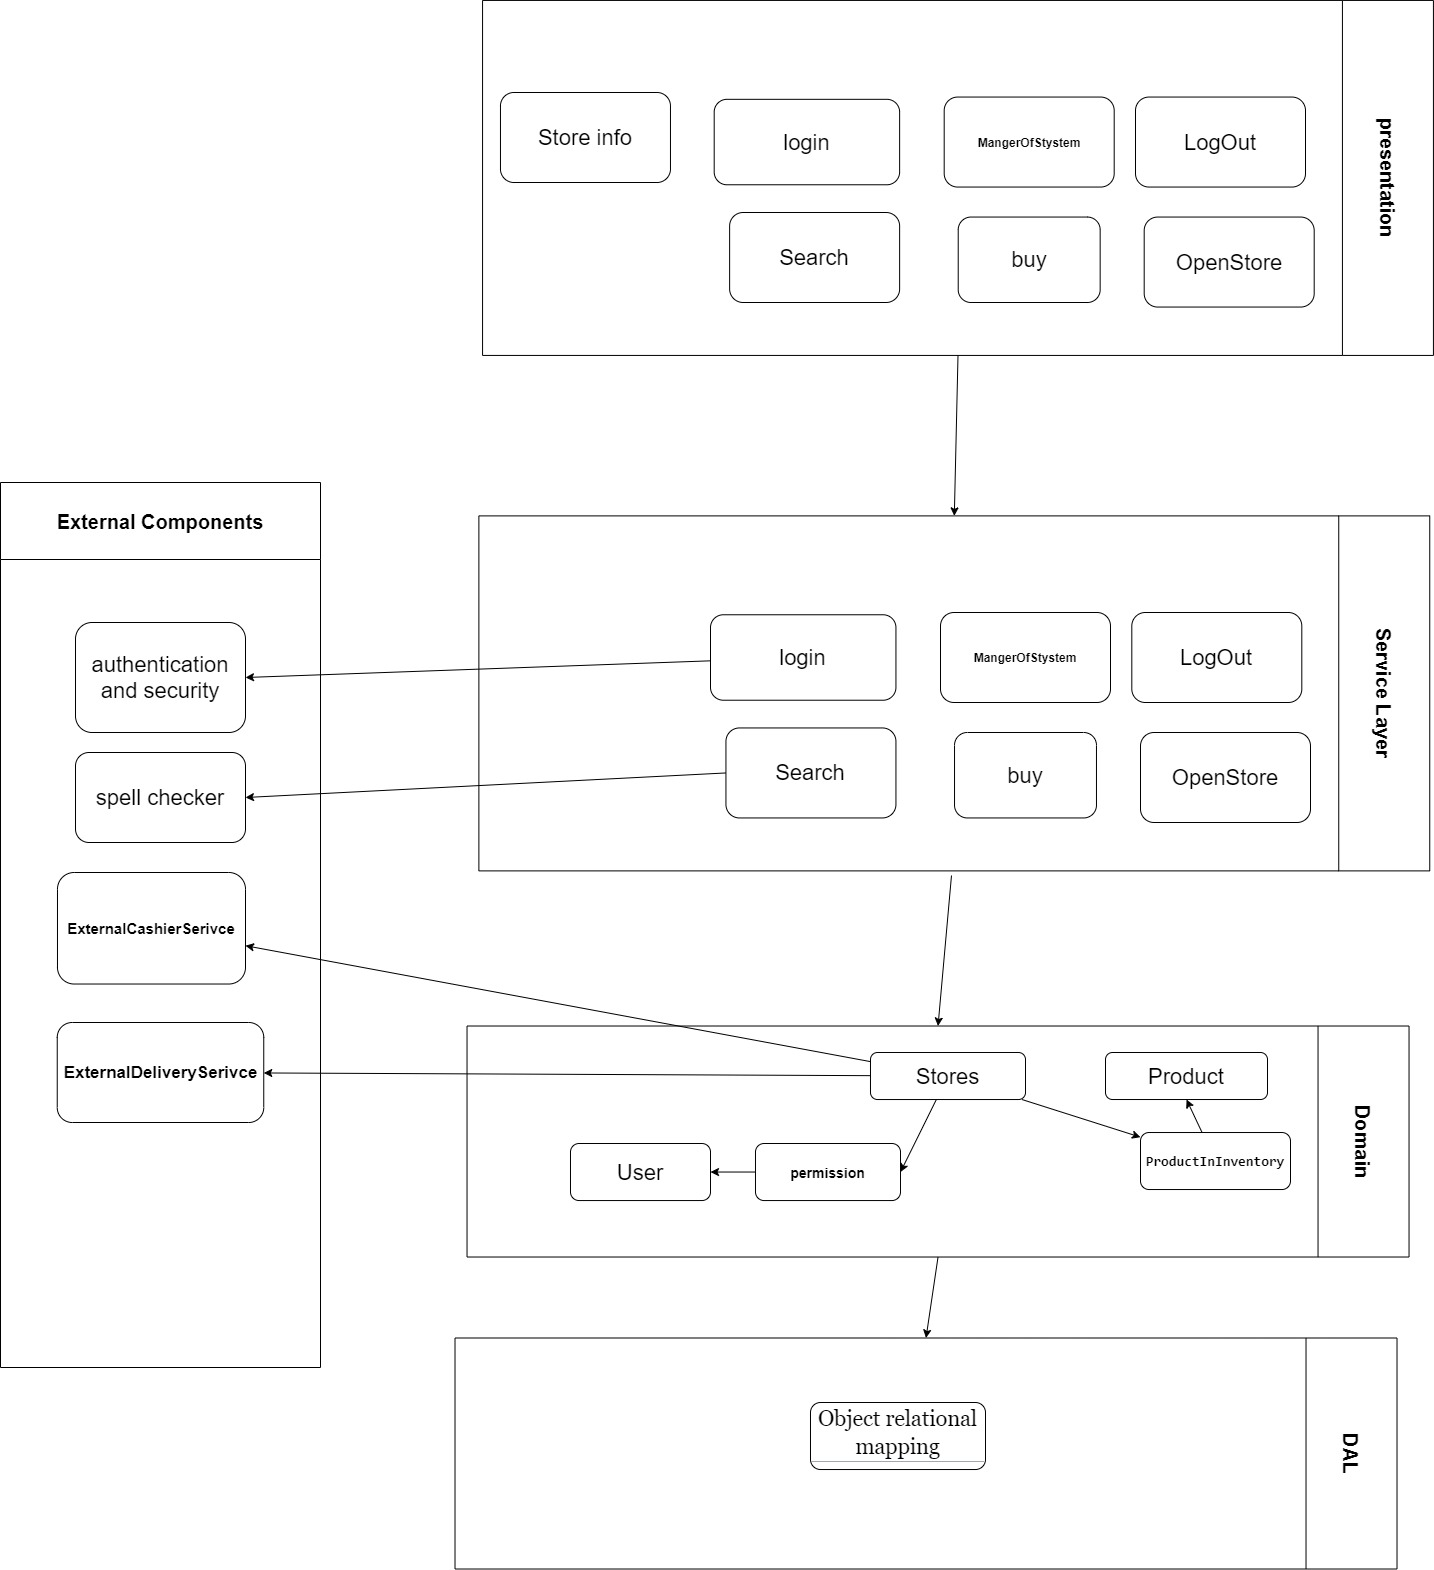 Store info
login
MangerOfStystem
LogOut
Search
buy
OpenStore
presentation
External Components
authentication
and security
spell checker
ExternalCashierSerivce
ExternalDeliverySerivce
login
MangerOfStystem
LogOut
Search
buy
OpenStore
Service Layer
Stores
Product
User
permission
ProductInInventory
Domain
Object relational
mapping
DAL